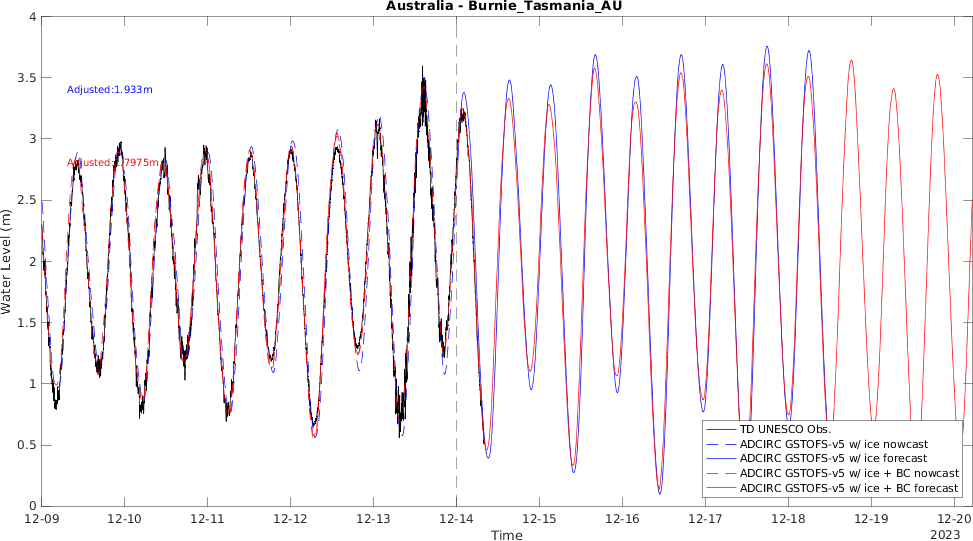 Australia - Burnie_Tasmania_AU
4
3.5
3
2.5
2
1.5
1
0.5
0
Water Level (m)
Adjusted:1.933m
12-09
12-10
12-11
12-12
12-13
12-14
12-15
12-16
12-17
12-18
12-19
12-20
2023
Time
TD UNESCO Obs.
ADCIRC GSTOFS-v5 w/ ice nowcast
ADCIRC GSTOFS-v5 w/ ice forecast
ADCIRC GSTOFS-v5 w/ ice + BC nowcast
ADCIRC GSTOFS-v5 w/ ice + BC forecast